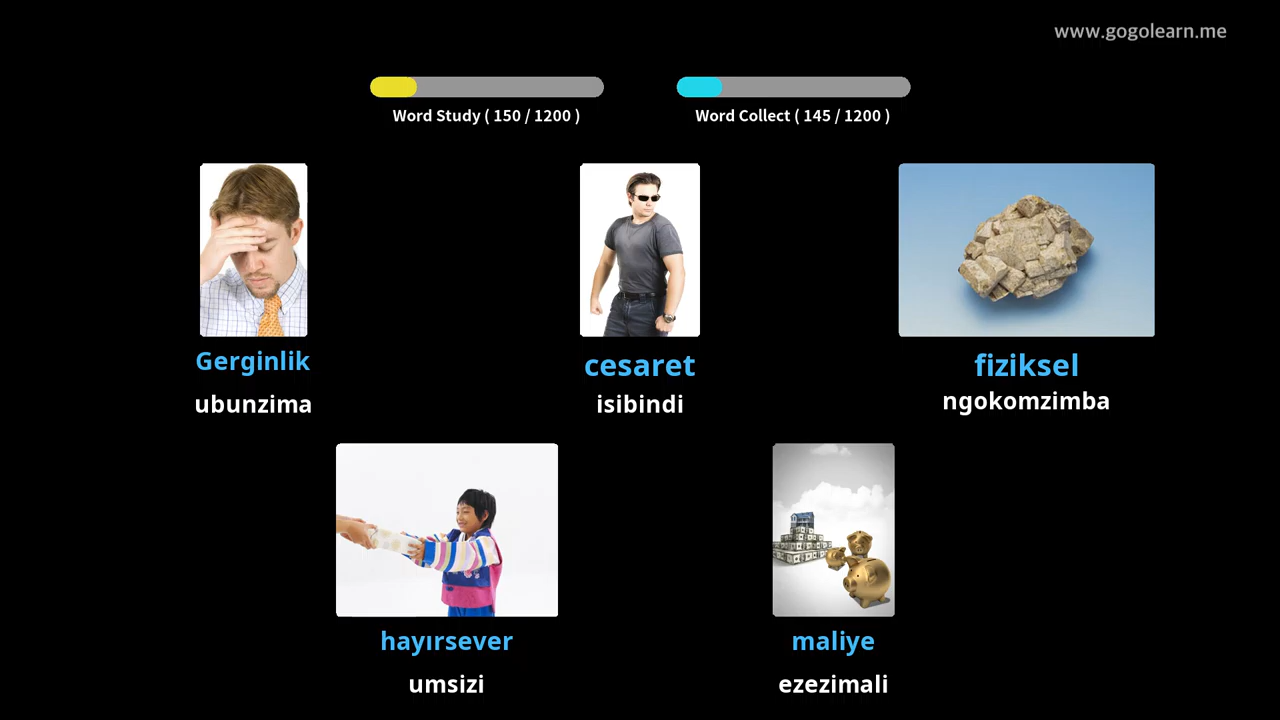 www.gogolearn.me
Word Study ( 150 / 1200 )
Word Collect ( 145 / 1200 )
Gerginlik
ubunzima
cesaret
isibindi
fiziksel
ngokomzimba
hayırsever
umsizi
maliye
ezezimali